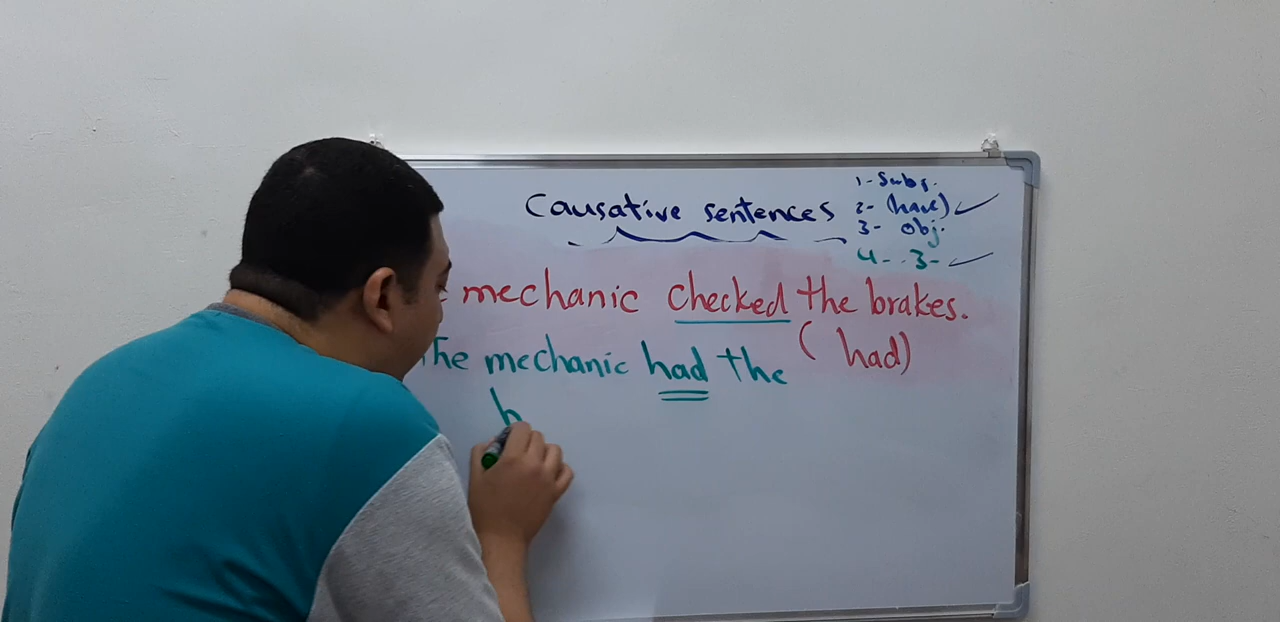 Causative sentences
1- Subj.
2- (have)
3- obj.
4- .. 3-
mechanic checked the brakes.
(had)
The mechanic had the
b